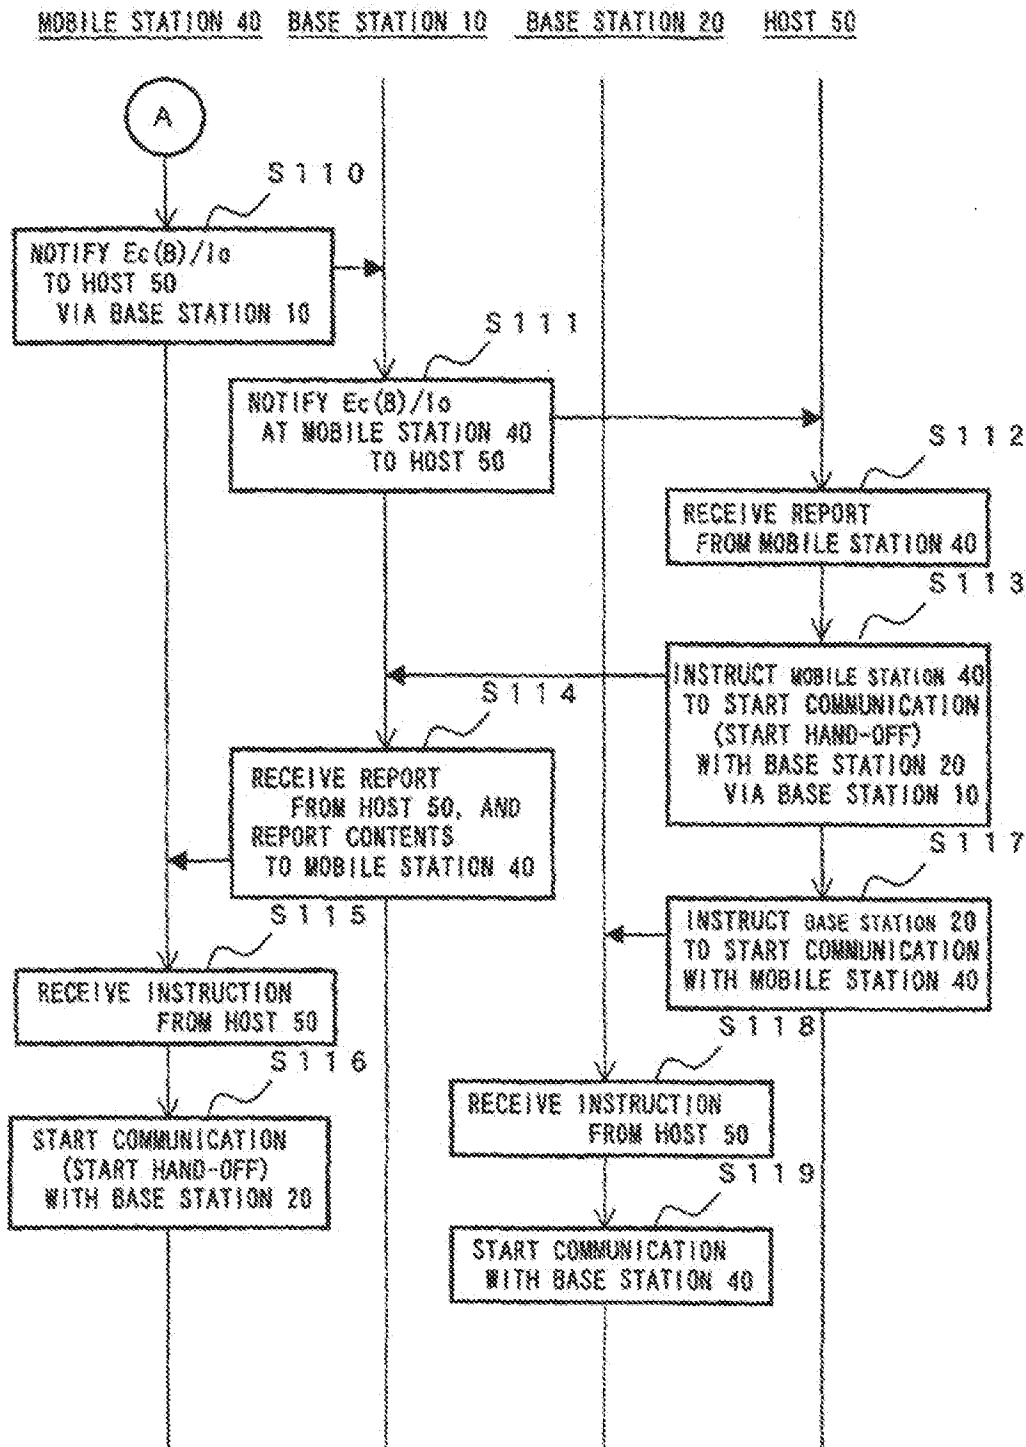 MOBILE STATION 40 BASE STATION 10 BASE STATION 20 HOST 50
A
S110
NOTIFY Ec(B)/Io
TO HOST 50
VIA BASE STATION 10
S111
NOTIFY Ec(B)/Io
AT MOBILE STATION 40
TO HOST 50
S112
RECEIVE REPORT
FROM MOBILE STATION 40
S113
INSTRUCT MOBILE STATION 40
TO START COMMUNICATION
(START HAND-OFF)
WITH BASE STATION 20
VIA BASE STATION 10
S114
RECEIVE REPORT
FROM HOST 50, AND
REPORT CONTENTS
TO MOBILE STATION 40
S117
INSTRUCT BASE STATION 20
TO START COMMUNICATION
WITH MOBILE STATION 40
S115
RECEIVE INSTRUCTION
FROM HOST 50
S116
START COMMUNICATION
(START HAND-OFF)
WITH BASE STATION 20
S118
RECEIVE INSTRUCTION
FROM HOST 50
S119
START COMMUNICATION
WITH BASE STATION 40